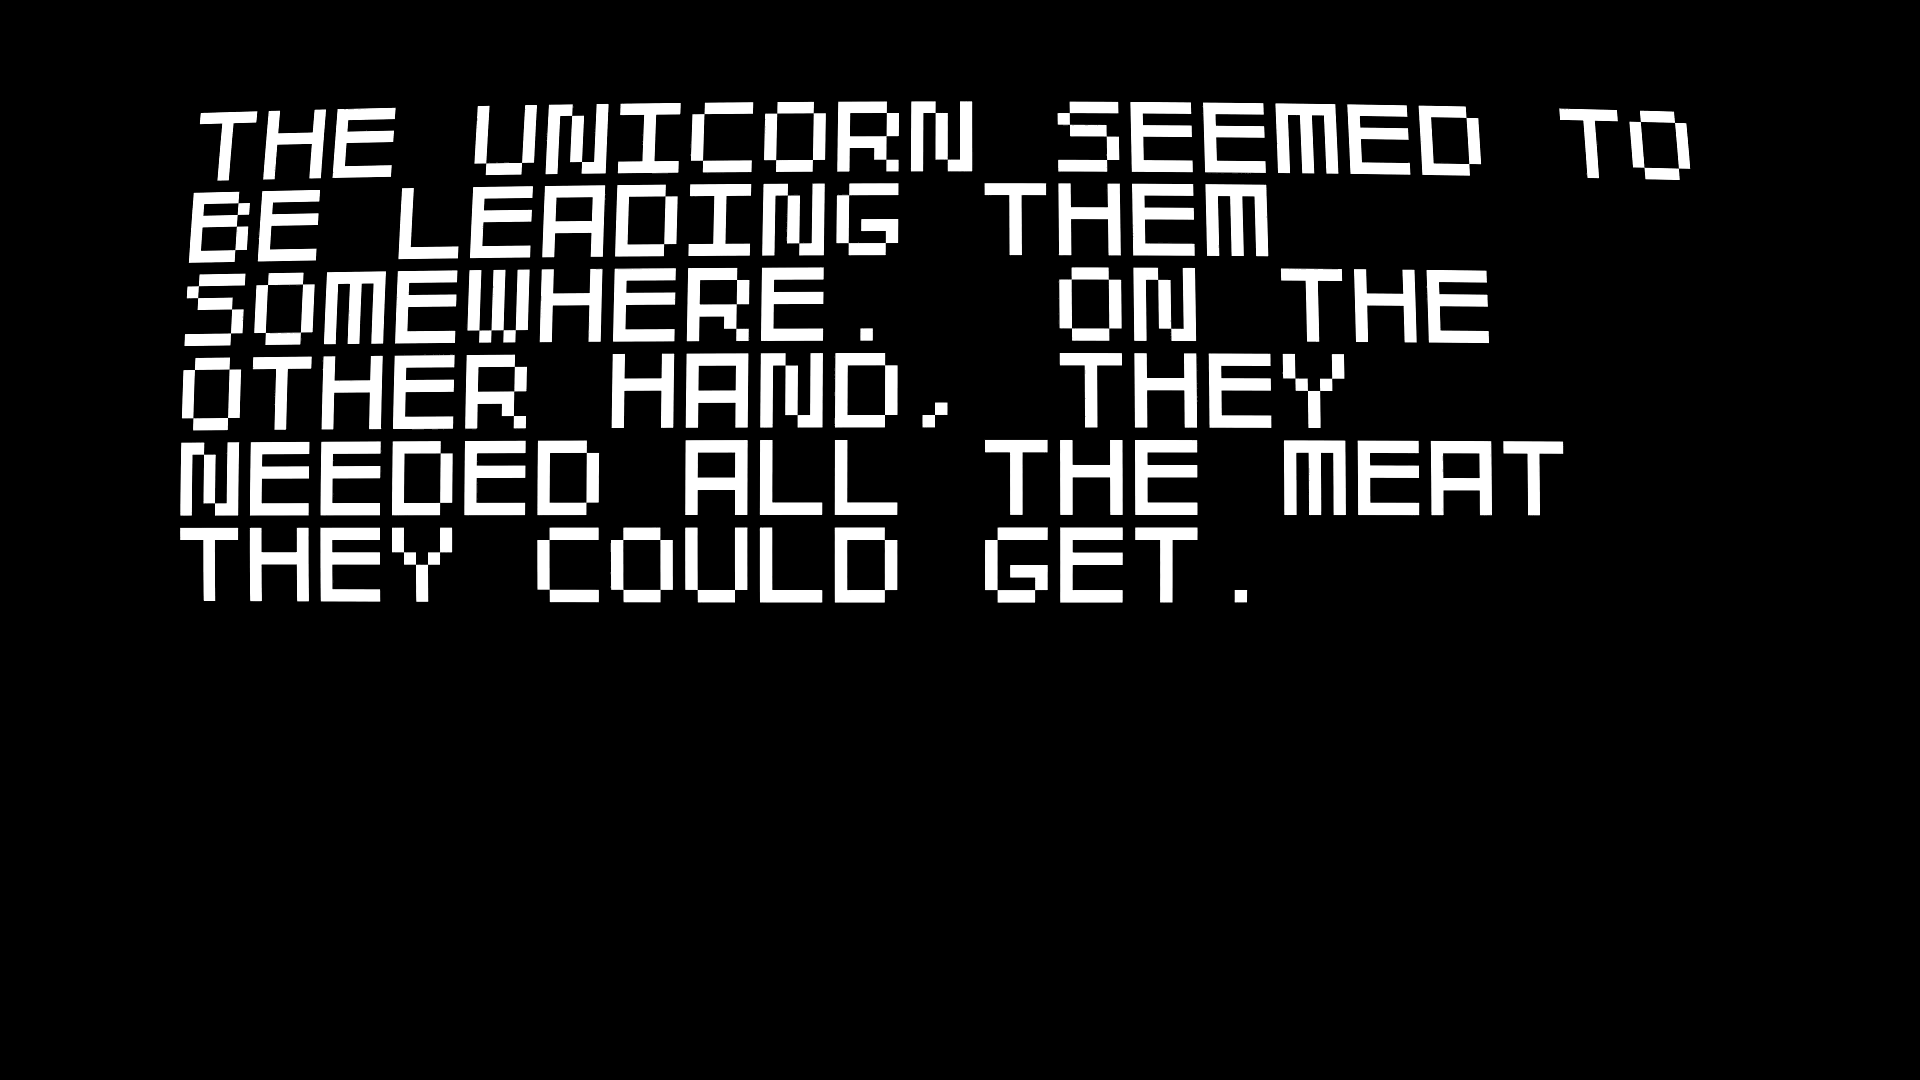 THE UNICORN SEEMED TO
BE LEADING THEM
SOMEWHERE.  ON THE
OTHER HAND, THEY
NEEDED ALL THE MEAT
THEY COULD GET.